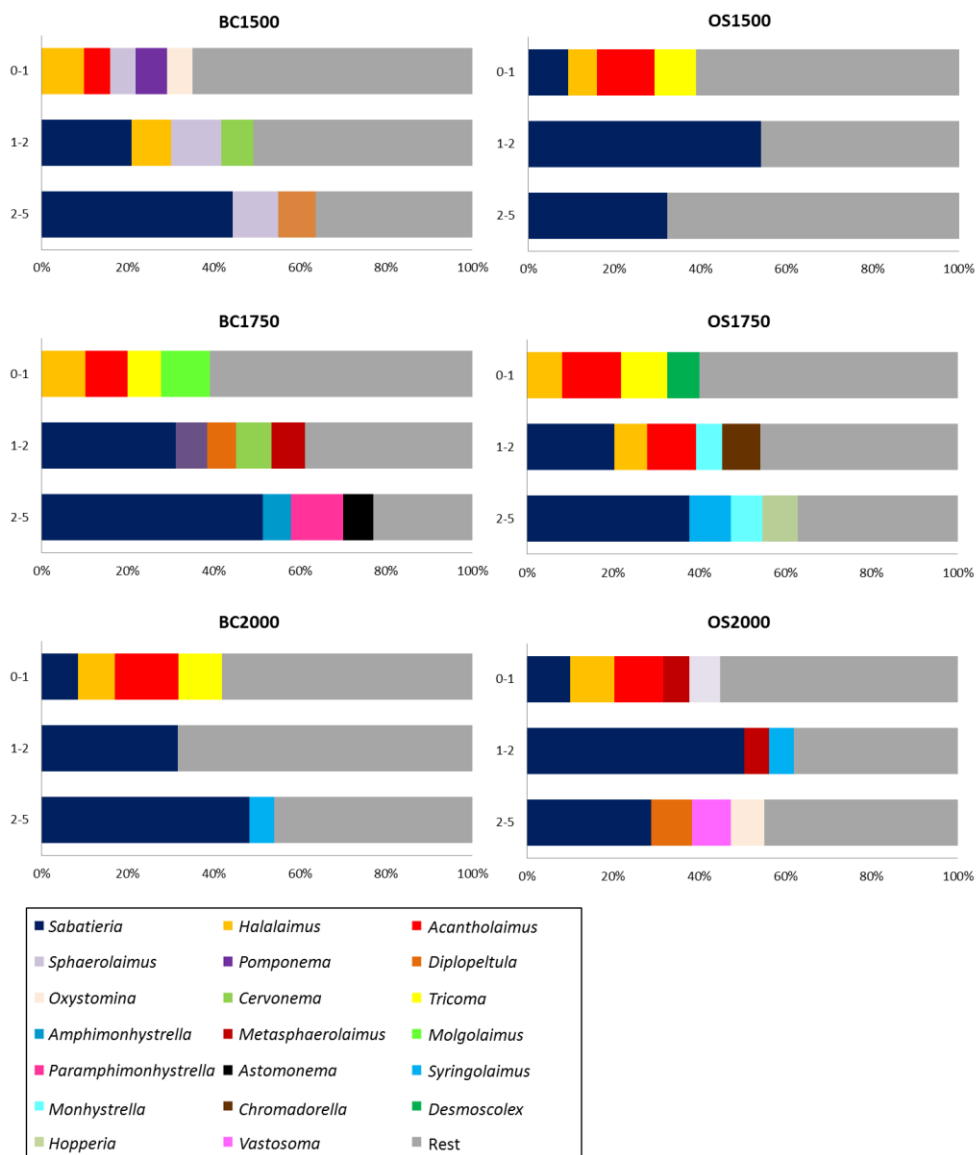 BC1500
0-1
1-2
2-5
0% 20% 40% 60% 80% 100%
OS1500
0-1
1-2
2-5
0% 20% 40% 60% 80% 100%
BC1750
0-1
1-2
2-5
0% 20% 40% 60% 80% 100%
OS1750
0-1
1-2
2-5
0% 20% 40% 60% 80% 100%
BC2000
0-1
1-2
2-5
0% 20% 40% 60% 80% 100%
OS2000
0-1
1-2
2-5
0% 20% 40% 60% 80% 100%
Sabatieria Halalaimus Acantholaimus
Sphaerolaimus Pomponema Diplopeltula
Oxystomina Cervonema Tricoma
Amphimonhystrella Metasphaerolaimus Molgolaimus
Paramphimonhystrella Astomonema Syringolaimus
Monhystrella Chromadorella Desmoscolex
Hopperia Vastosoma Rest